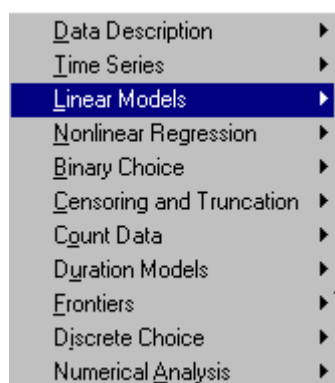 Data Description
Time Series
Linear Models
Nonlinear Regression
Binary Choice
Censoring and Truncation
Count Data
Duration Models
Frontiers
Discrete Choice
Numerical Analysis